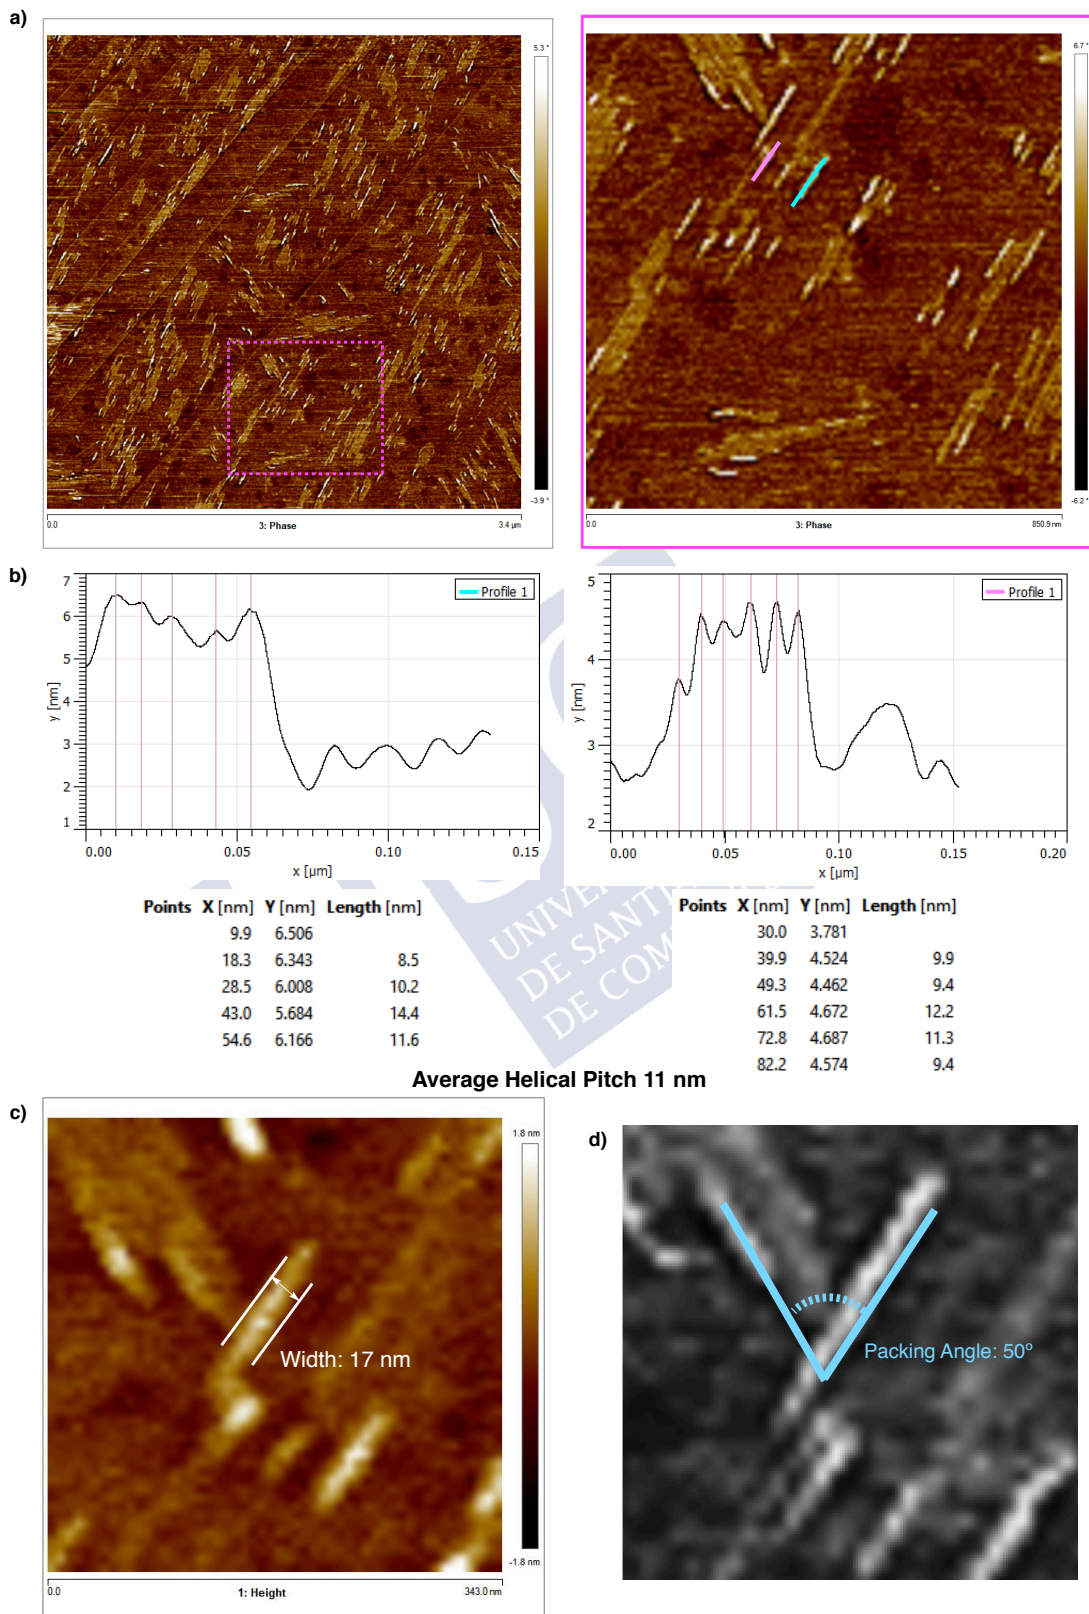 a)
5.3 °
-3.9 °
0.0
3: Phase
3.4 µm
6.7 °
-6.2 °
0.0
3: Phase
850.9 nm
b)
7
6
5
4
3
2
1
y [nm]
Profile 1
0.00
0.05
0.10
0.15
x [µm]
5
4
3
2
y [nm]
Profile 1
0.00
0.05
0.10
0.15
0.20
x [µm]
Points X [nm] Y [nm] Length [nm]
9.9 6.506
18.3 6.343 8.5
28.5 6.008 10.2
43.0 5.684 14.4
54.6 6.166 11.6
Points X [nm] Y [nm] Length [nm]
30.0 3.781
39.9 4.524 9.9
49.3 4.462 9.4
61.5 4.672 12.2
72.8 4.687 11.3
82.2 4.574 9.4
DE SANTI
DE COM
Average Helical Pitch 11 nm
c)
1.8 nm
-1.8 nm
Width: 17 nm
0.0
1: Height
343.0 nm
d)
Packing Angle: 50º